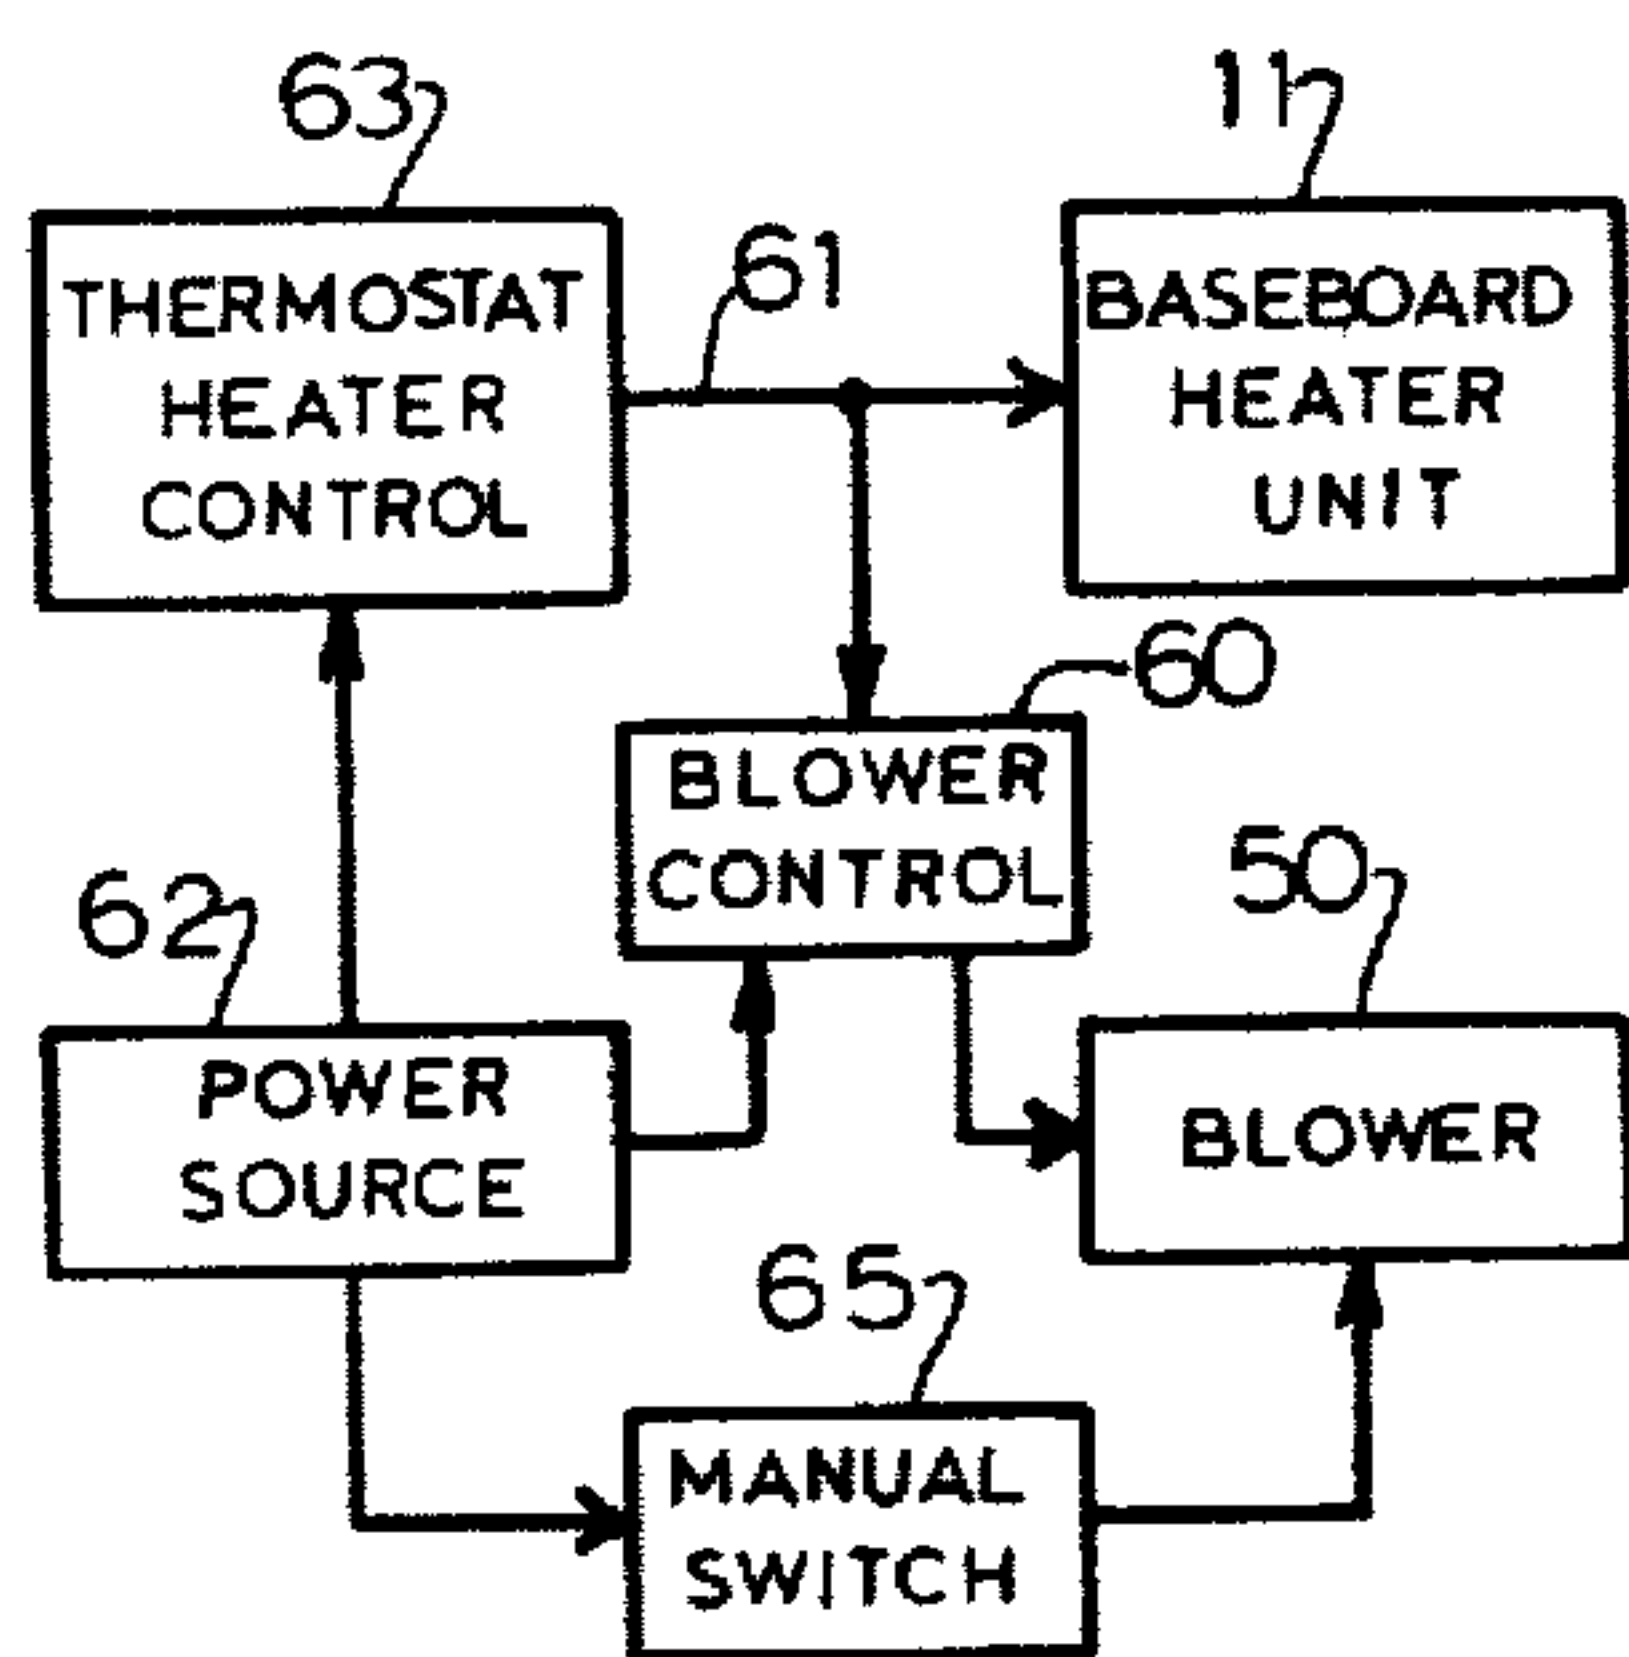 63
11
THERMOSTAT
HEATER
CONTROL
61
BASEBOARD
HEATER
UNIT
60
BLOWER
CONTROL
62
50
POWER
SOURCE
BLOWER
65
MANUAL
SWITCH